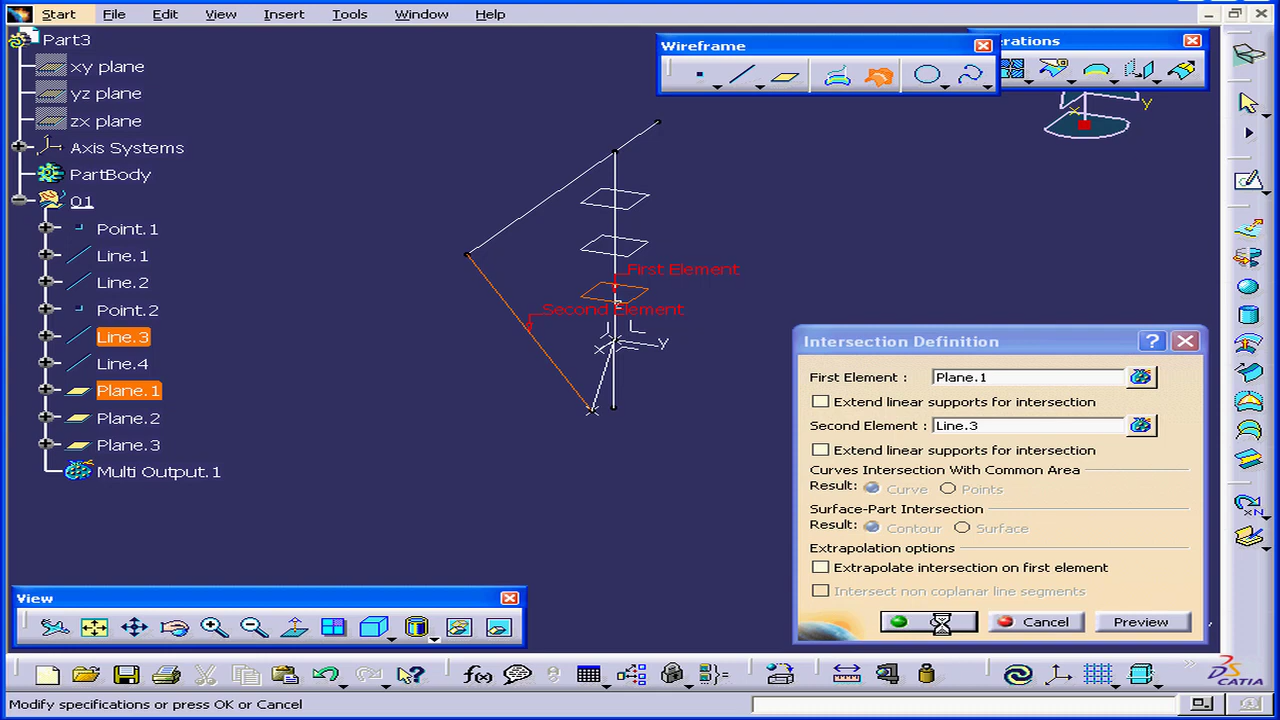 Start File Edit View Insert Tools Window Help
Part3
xy plane
yz plane
zx plane
Axis Systems
PartBody
01
Point.1
Line.1
Line.2
Point.2
Line.3
Line.4
Plane.1
Plane.2
Plane.3
Multi Output.1
Wireframe
erations
y
x
First Element
Second Element
x
y
Intersection Definition
?
First Element : Plane.1
Extend linear supports for intersection
Second Element : Line.3
Extend linear supports for intersection
Curves Intersection With Common Area
Result: Curve Points
Surface-Part Intersection
Result: Contour Surface
Extrapolation options
Extrapolate intersection on first element
Intersect non coplanar line segments
Cancel Preview
View
f(x)
CATIA
Modify specifications or press OK or Cancel